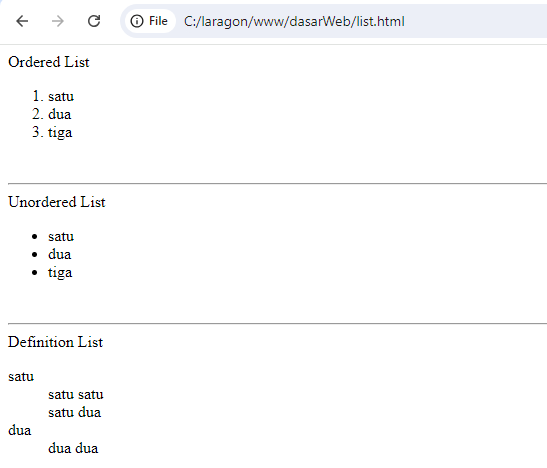 File C:/laragon/www/dasarWeb/list.html
Ordered List
1. satu
2. dua
3. tiga
Unordered List
• satu
• dua
• tiga
Definition List
satu
satu satu
satu dua
dua
dua dua